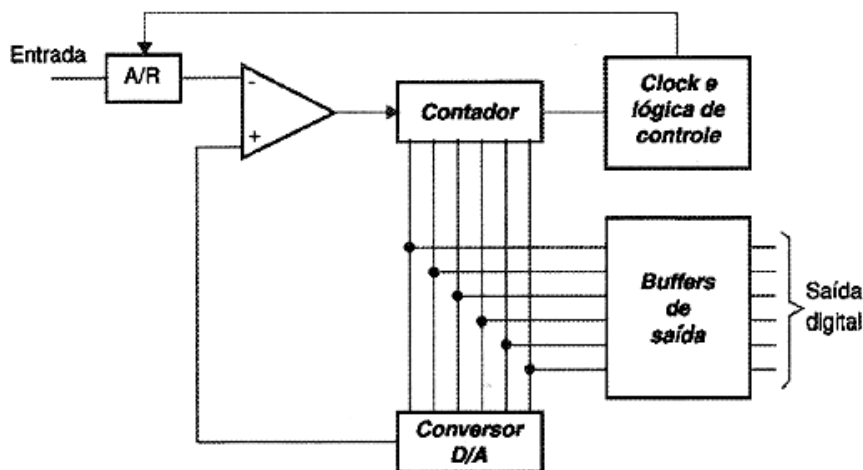 Entrada
A/R
-
+
Contador
Clock e
lógica de
controle
Buffers
de
saída
Saída
digital
Conversor
D/A